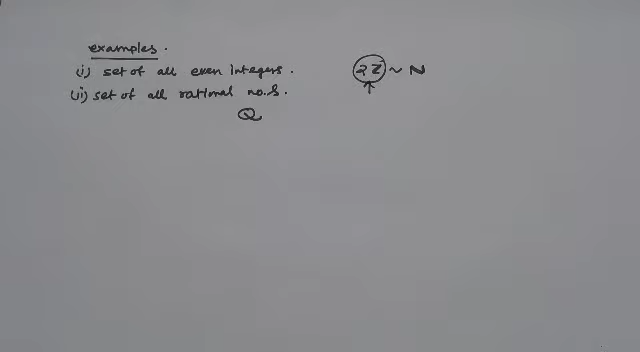 examples.
(i) set of all even integers. 2Z ~ N
(ii) set of all rational no.s.
Q